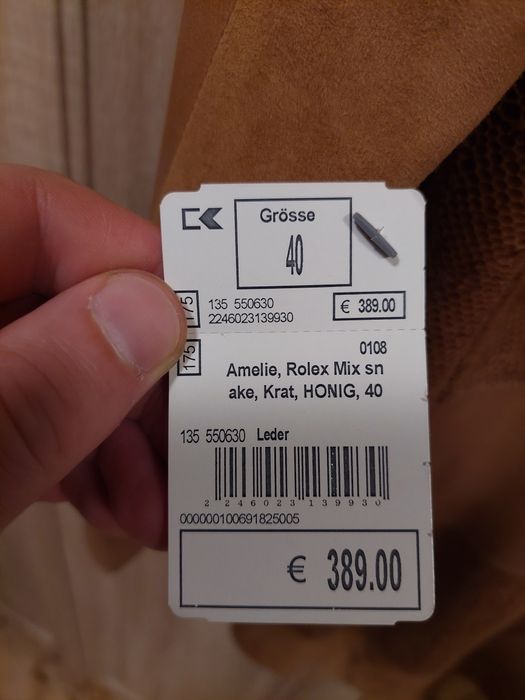 CK
Grösse
40
175
135 550630
€ 389.00
2246023139930
175
0108
Amelie, Rolex Mix sn
ake, Krat, HONIG, 40
135 550630 Leder
2 246023 139930
000000100691825005
€ 389.00